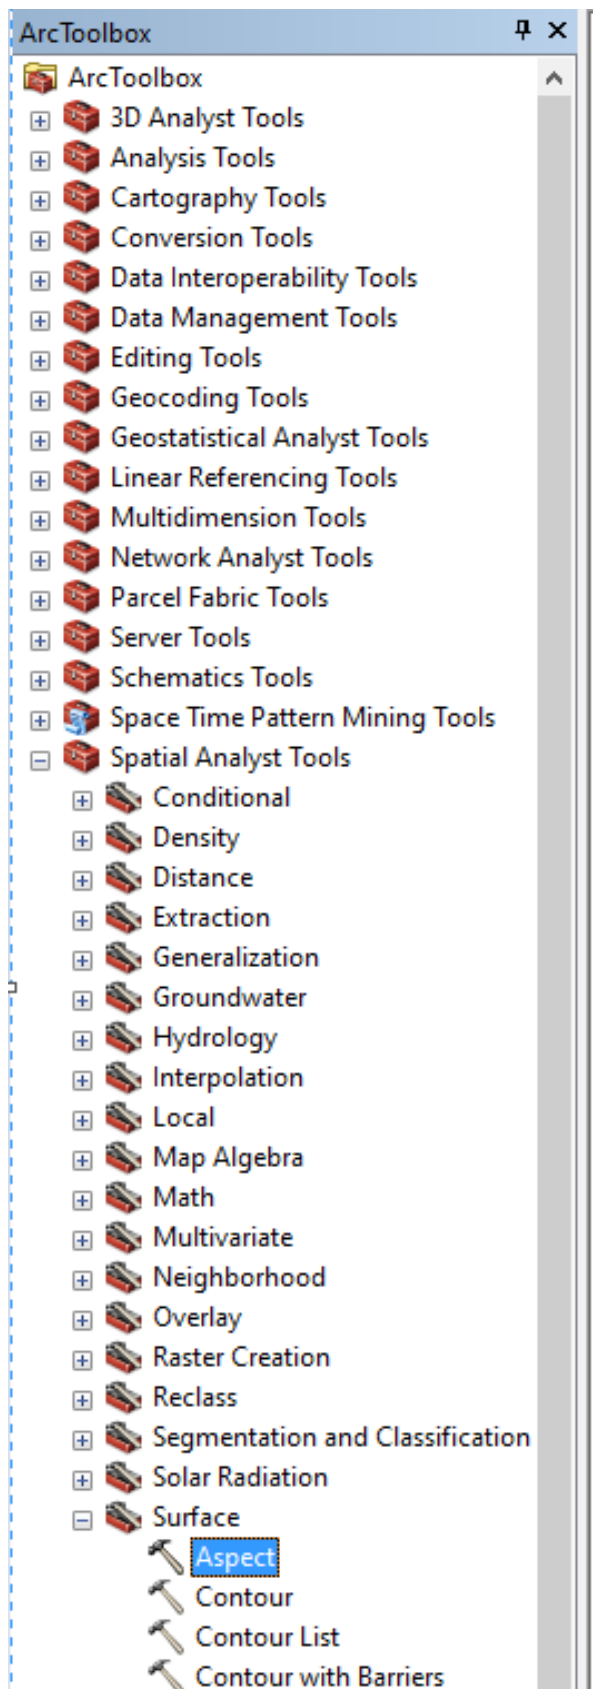 ArcToolbox
ArcToolbox
3D Analyst Tools
Analysis Tools
Cartography Tools
Conversion Tools
Data Interoperability Tools
Data Management Tools
Editing Tools
Geocoding Tools
Geostatistical Analyst Tools
Linear Referencing Tools
Multidimension Tools
Network Analyst Tools
Parcel Fabric Tools
Server Tools
Schematics Tools
Space Time Pattern Mining Tools
Spatial Analyst Tools
Conditional
Density
Distance
Extraction
Generalization
Groundwater
Hydrology
Interpolation
Local
Map Algebra
Math
Multivariate
Neighborhood
Overlay
Raster Creation
Reclass
Segmentation and Classification
Solar Radiation
Surface
Aspect
Contour
Contour List
Contour with Barriers